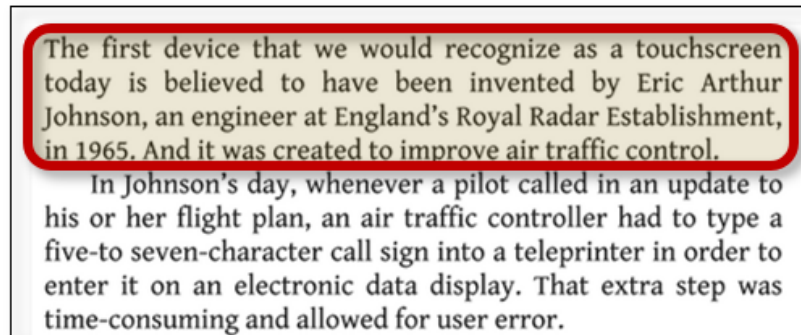 The first device that we would recognize as a touchscreen
today is believed to have been invented by Eric Arthur
Johnson, an engineer at England’s Royal Radar Establishment,
in 1965. And it was created to improve air traffic control.
In Johnson’s day, whenever a pilot called in an update to
his or her flight plan, an air traffic controller had to type a
five-to seven-character call sign into a teleprinter in order to
enter it on an electronic data display. That extra step was
time-consuming and allowed for user error.